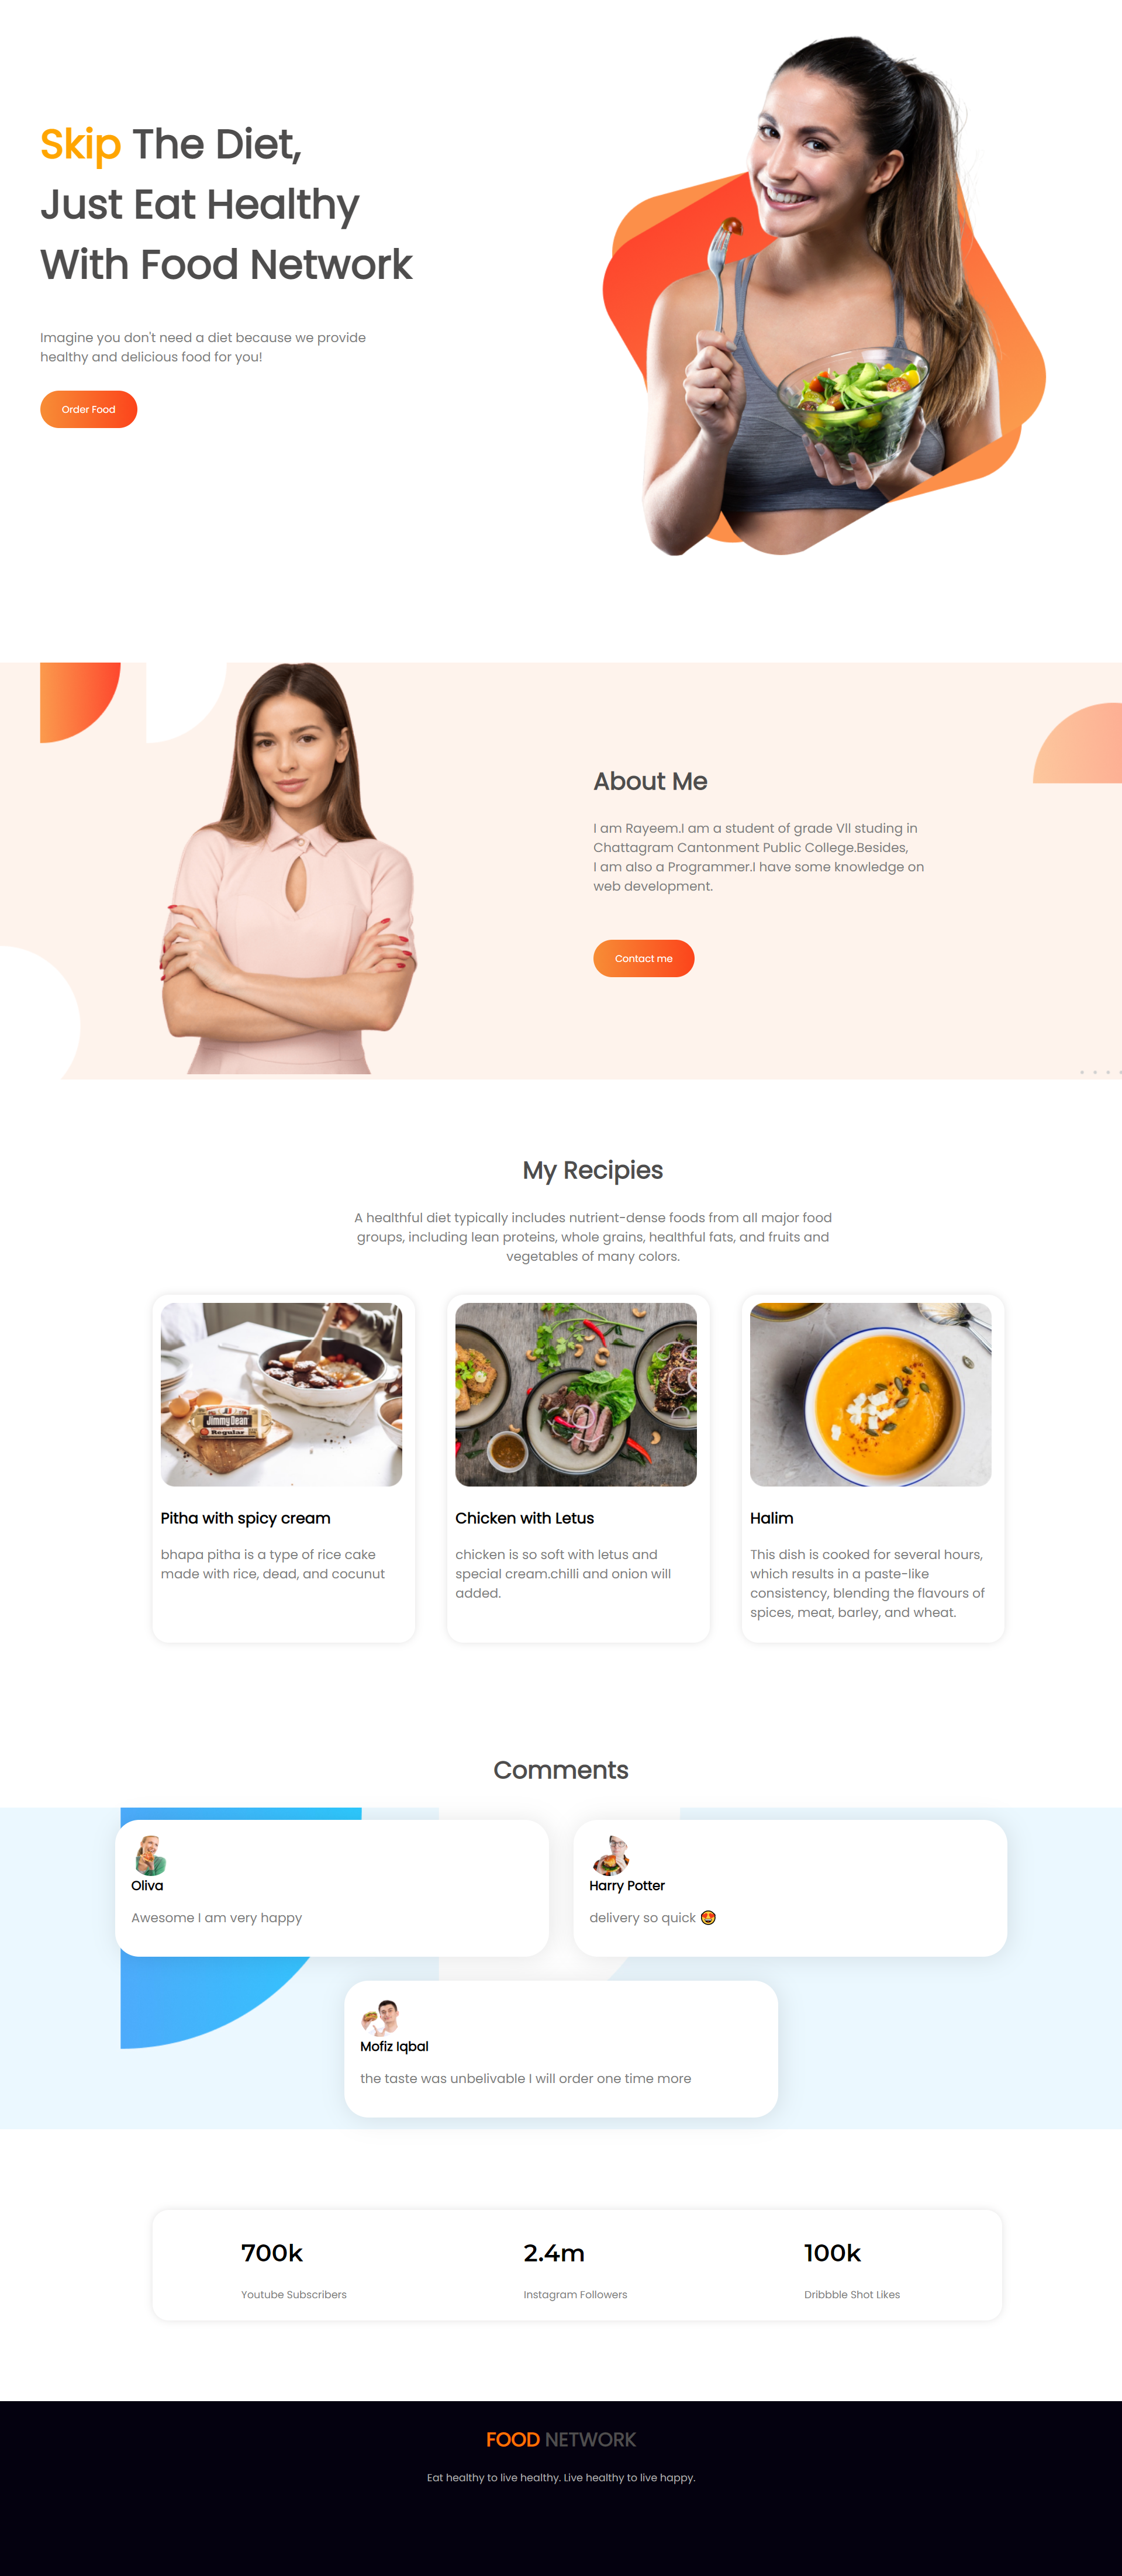 Skip The Diet,
Just Eat Healthy
With Food Network
Imagine you don't need a diet because we provide
healthy and delicious food for you!
Order Food
About Me
I am Rayeem.I am a student of grade VII studing in
Chattagram Cantonment Public College.Besides,
I am also a Programmer.I have some knowledge on
web development.
Contact me
My Recipies
A healthful diet typically includes nutrient-dense foods from all major food
groups, including lean proteins, whole grains, healthful fats, and fruits and
vegetables of many colors.
Jimmy Dean
Regular
Pitha with spicy cream
bhapa pitha is a type of rice cake
made with rice, dead, and cocunut
Chicken with Letus
chicken is so soft with letus and
special cream.chilli and onion will
added.
Halim
This dish is cooked for several hours,
which results in a paste-like
consistency, blending the flavours of
spices, meat, barley, and wheat.
Comments
Oliva
Awesome I am very happy
Harry Potter
delivery so quick 😍
Mofiz Iqbal
the taste was unbelivable I will order one time more
700k
Youtube Subscribers
2.4m
Instagram Followers
100k
Dribbble Shot Likes
FOOD NETWORK
Eat healthy to live healthy. Live healthy to live happy.